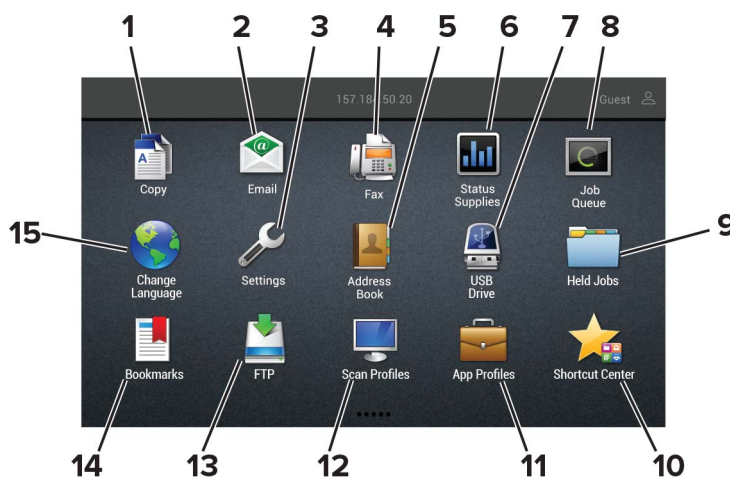 1 2 3 4 5 6 7 8
157.184.50.20 Guest
Copy Email Fax Status Supplies Job Queue
15 9
Change Language Settings Address Book USB Drive Held Jobs
Bookmarks FTP Scan Profiles App Profiles Shortcut Center
14 13 12 11 10